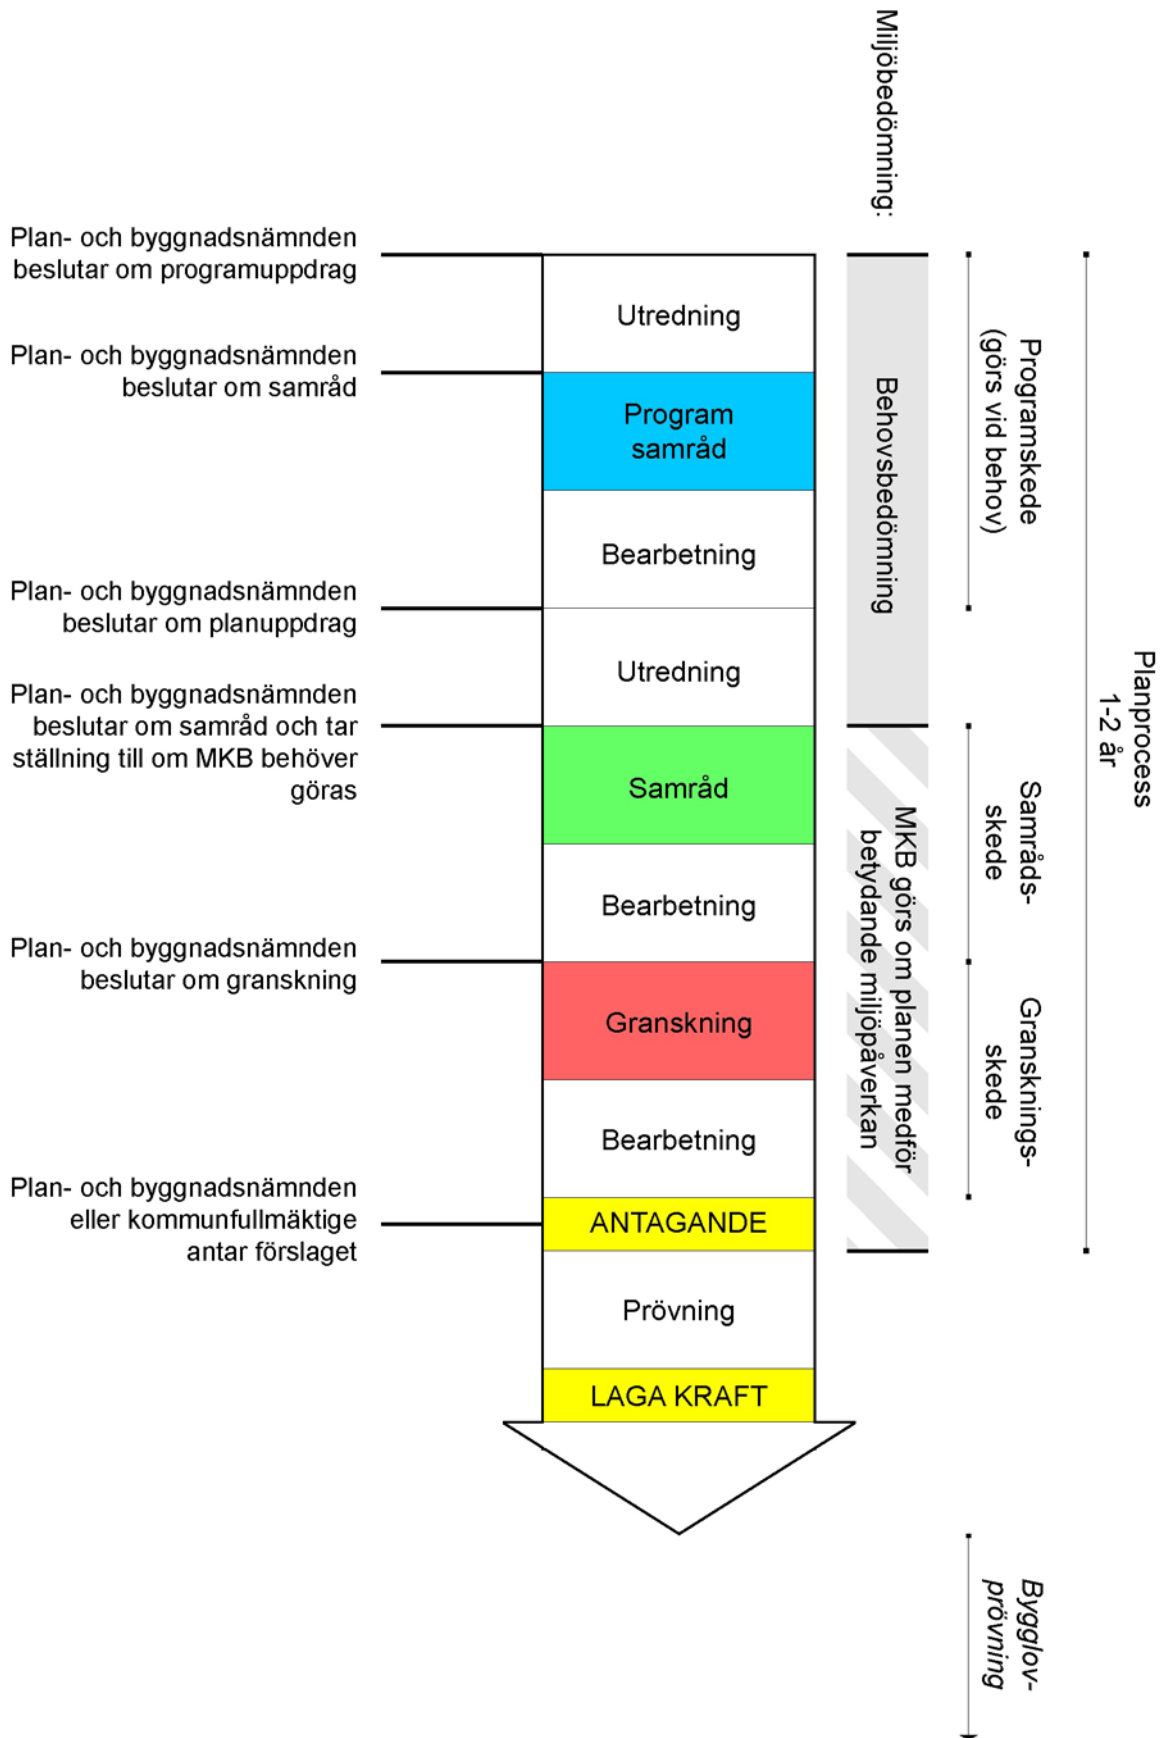 Miljöbedömning:
Plan- och byggnadsnämnden
beslutar om programuppdrag
Plan- och byggnadsnämnden
beslutar om samråd
Plan- och byggnadsnämnden
beslutar om planuppdrag
Plan- och byggnadsnämnden
beslutar om samråd och tar
ställning till om MKB behöver
göras
Plan- och byggnadsnämnden
beslutar om granskning
Plan- och byggnadsnämnden
eller kommunfullmäktige
antar förslaget
Utredning
Program
samråd
Bearbetning
Utredning
Samråd
Bearbetning
Granskning
Bearbetning
ANTAGANDE
Prövning
LAGA KRAFT
Behovsbedömning
MKB görs om planen medför
betydande miljöpåverkan
Programskede
(görs vid behov)
Samråds-
skede
Gransknings-
skede
Bygglov-
prövning
Planprocess
1-2 år